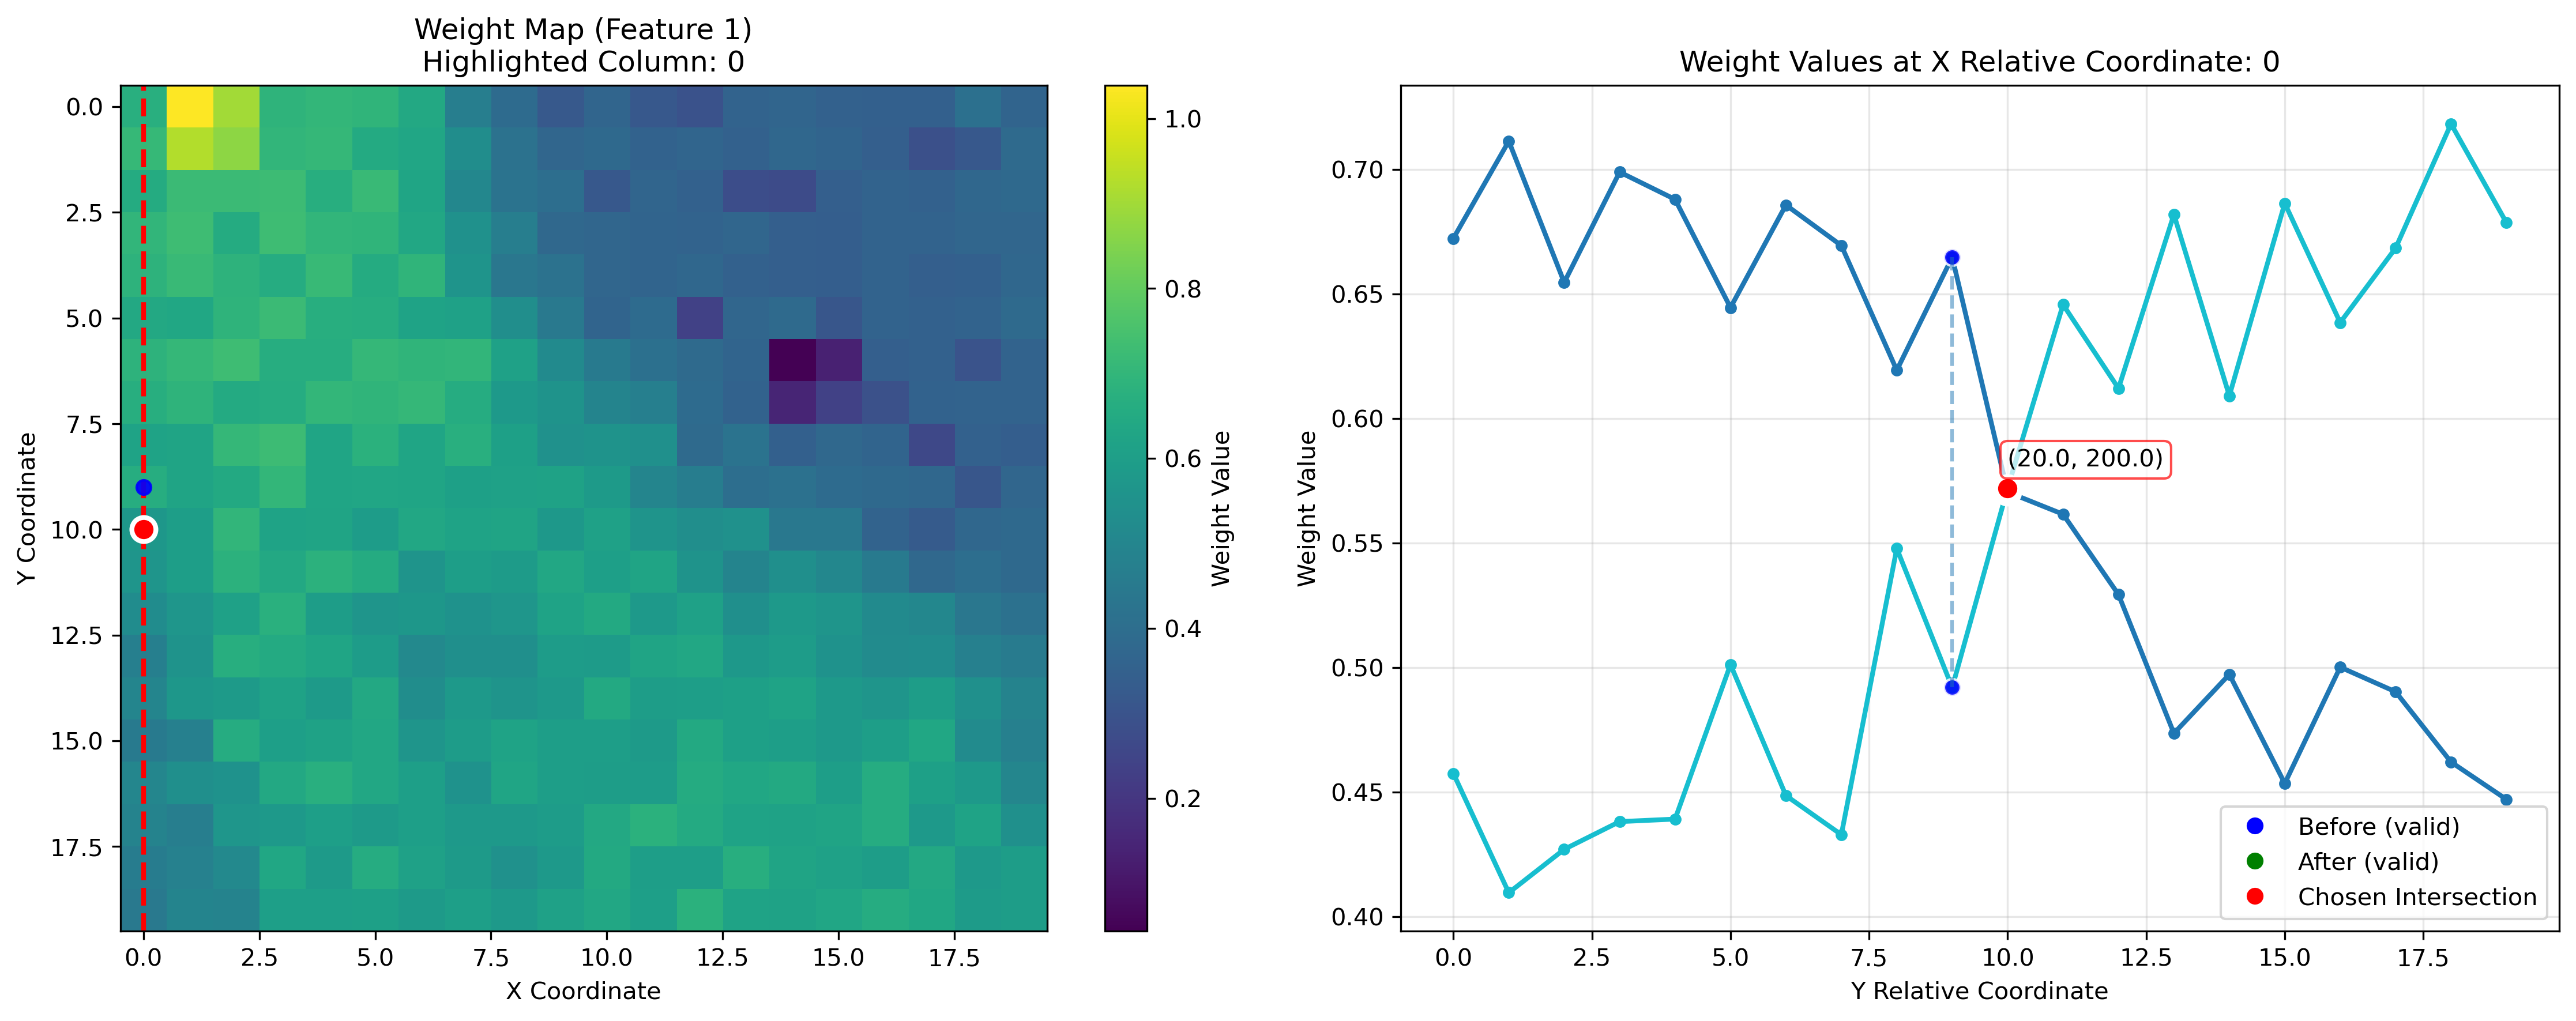 Weight Map (Feature 1)
Highlighted Column: 0
0.0
2.5
5.0
7.5
10.0
12.5
15.0
17.5
Y Coordinate
0.0 2.5 5.0 7.5 10.0 12.5 15.0 17.5
X Coordinate
1.0
0.8
0.6
0.4
0.2
Weight Value
Weight Values at X Relative Coordinate: 0
0.70
0.65
0.60
0.55
0.50
0.45
0.40
Weight Value
(20.0, 200.0)
Before (valid)
After (valid)
Chosen Intersection
0.0 2.5 5.0 7.5 10.0 12.5 15.0 17.5
Y Relative Coordinate